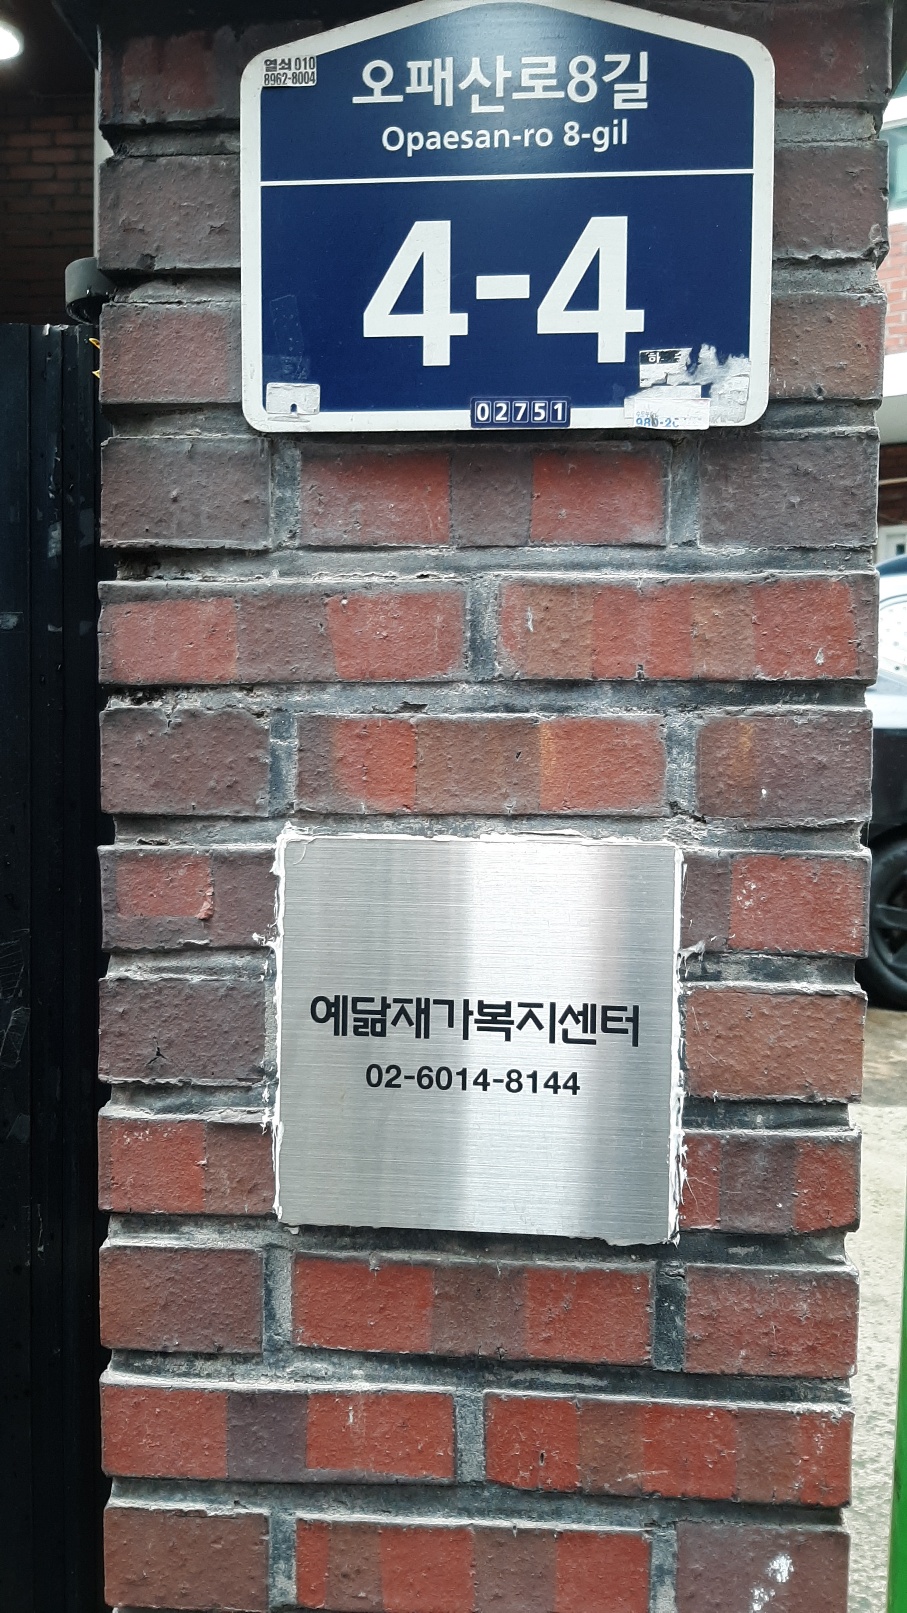 열쇠 010
8962-8004
오패산로8길
Opaesan-ro 8-gil
4-4
02751
예닮재가복지센터
02-6014-8144